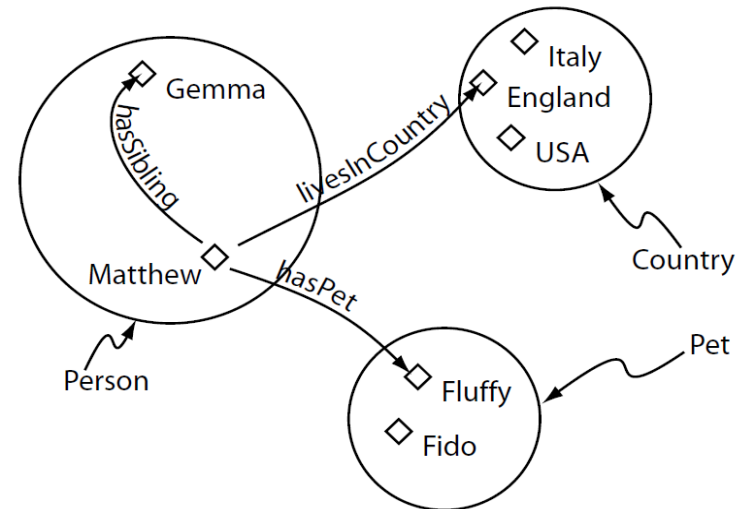 Gemma
hasSibling
Matthew
Person
livesInCountry
Italy
England
USA
Country
hasPet
Fluffy
Fido
Pet